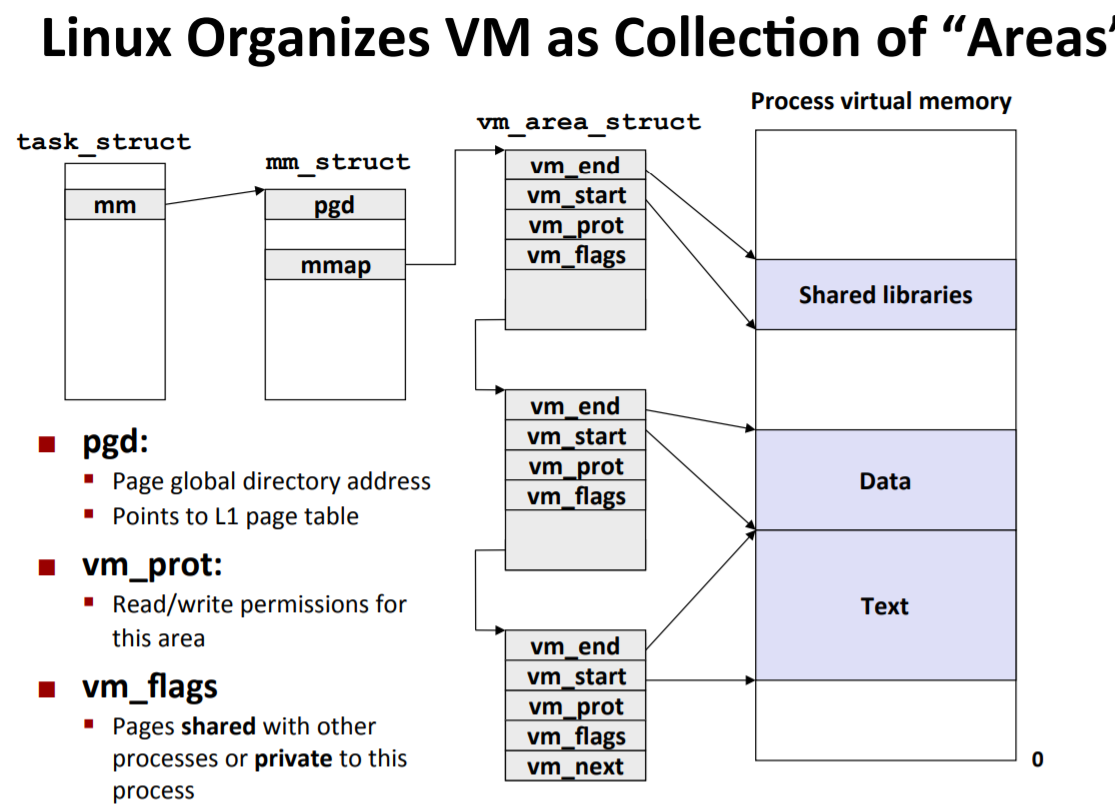 Linux Organizes VM as Collection of “Areas”
Process virtual memory
vm_area_struct
task_struct
mm_struct
mm
pgd
mmap
vm_end
vm_start
vm_prot
vm_flags
Shared libraries
vm_end
vm_start
vm_prot
vm_flags
Data
Text
vm_end
vm_start
vm_prot
vm_flags
vm_next
0
■ pgd:
▪ Page global directory address
▪ Points to L1 page table
■ vm_prot:
▪ Read/write permissions for
this area
■ vm_flags
▪ Pages shared with other
processes or private to this
process